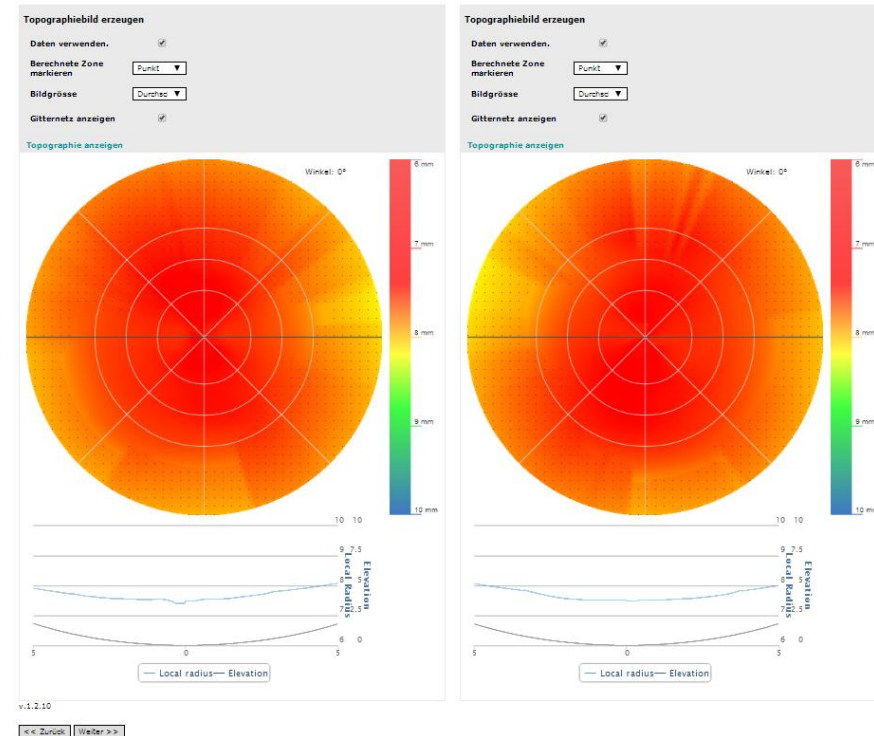 Topographiebild erzeugen
Daten verwenden.
Berechnete Zone
markieren
Punkt ▼
Bildgrösse
Durchsc ▼
Gitternetz anzeigen
Topographie anzeigen
Winkel: 0°
6 mm
7 mm
8 mm
9 mm
10 mm
10 10
9 7.5
8 5
7 2.5
6 0
Local Radius
Elevation
5 0 5
Local radius Elevation
Topographiebild erzeugen
Daten verwenden.
Berechnete Zone
markieren
Punkt ▼
Bildgrösse
Durchsc ▼
Gitternetz anzeigen
Topographie anzeigen
Winkel: 0°
6 mm
7 mm
8 mm
9 mm
10 mm
10 10
9 7.5
8 5
7 2.5
6 0
Local Radius
Elevation
5 0 5
Local radius Elevation
v.1.2.10
<< Zurück Weiter >>